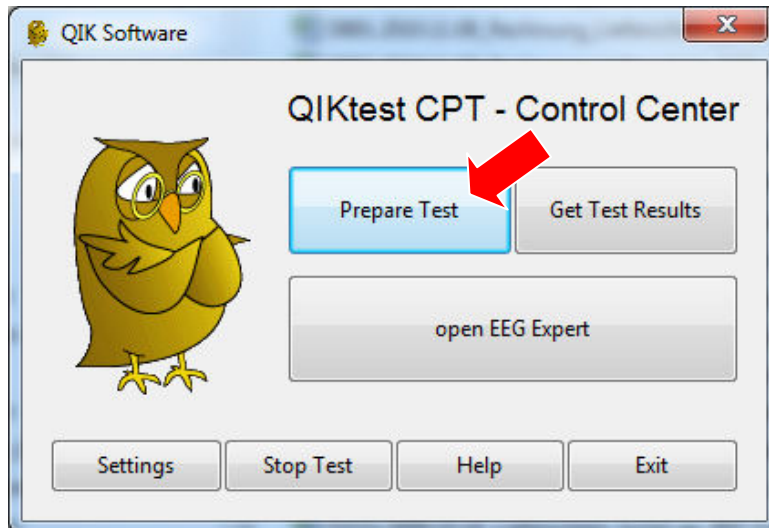 QIK Software
QIKtest CPT - Control Center
Prepare Test
Get Test Results
open EEG Expert
Settings
Stop Test
Help
Exit